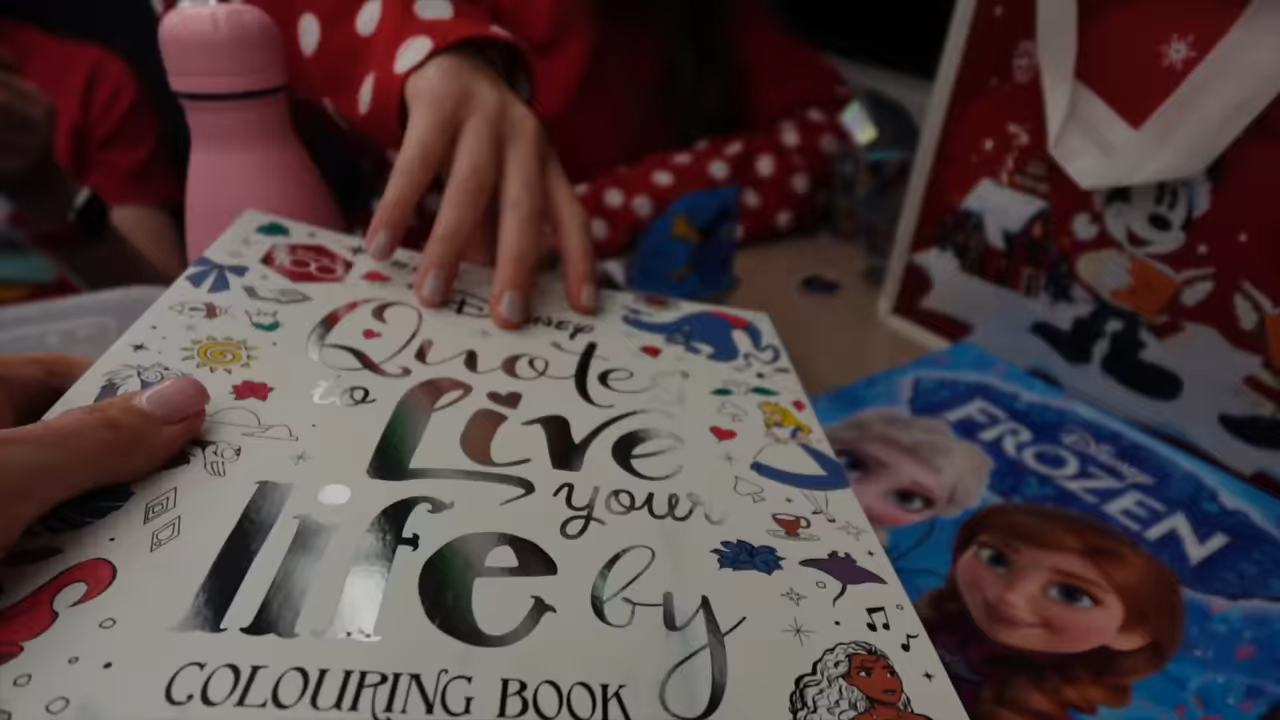 Disney
Quotes
to
Live
your
life by
COLOURING BOOK
Disney
FROZEN